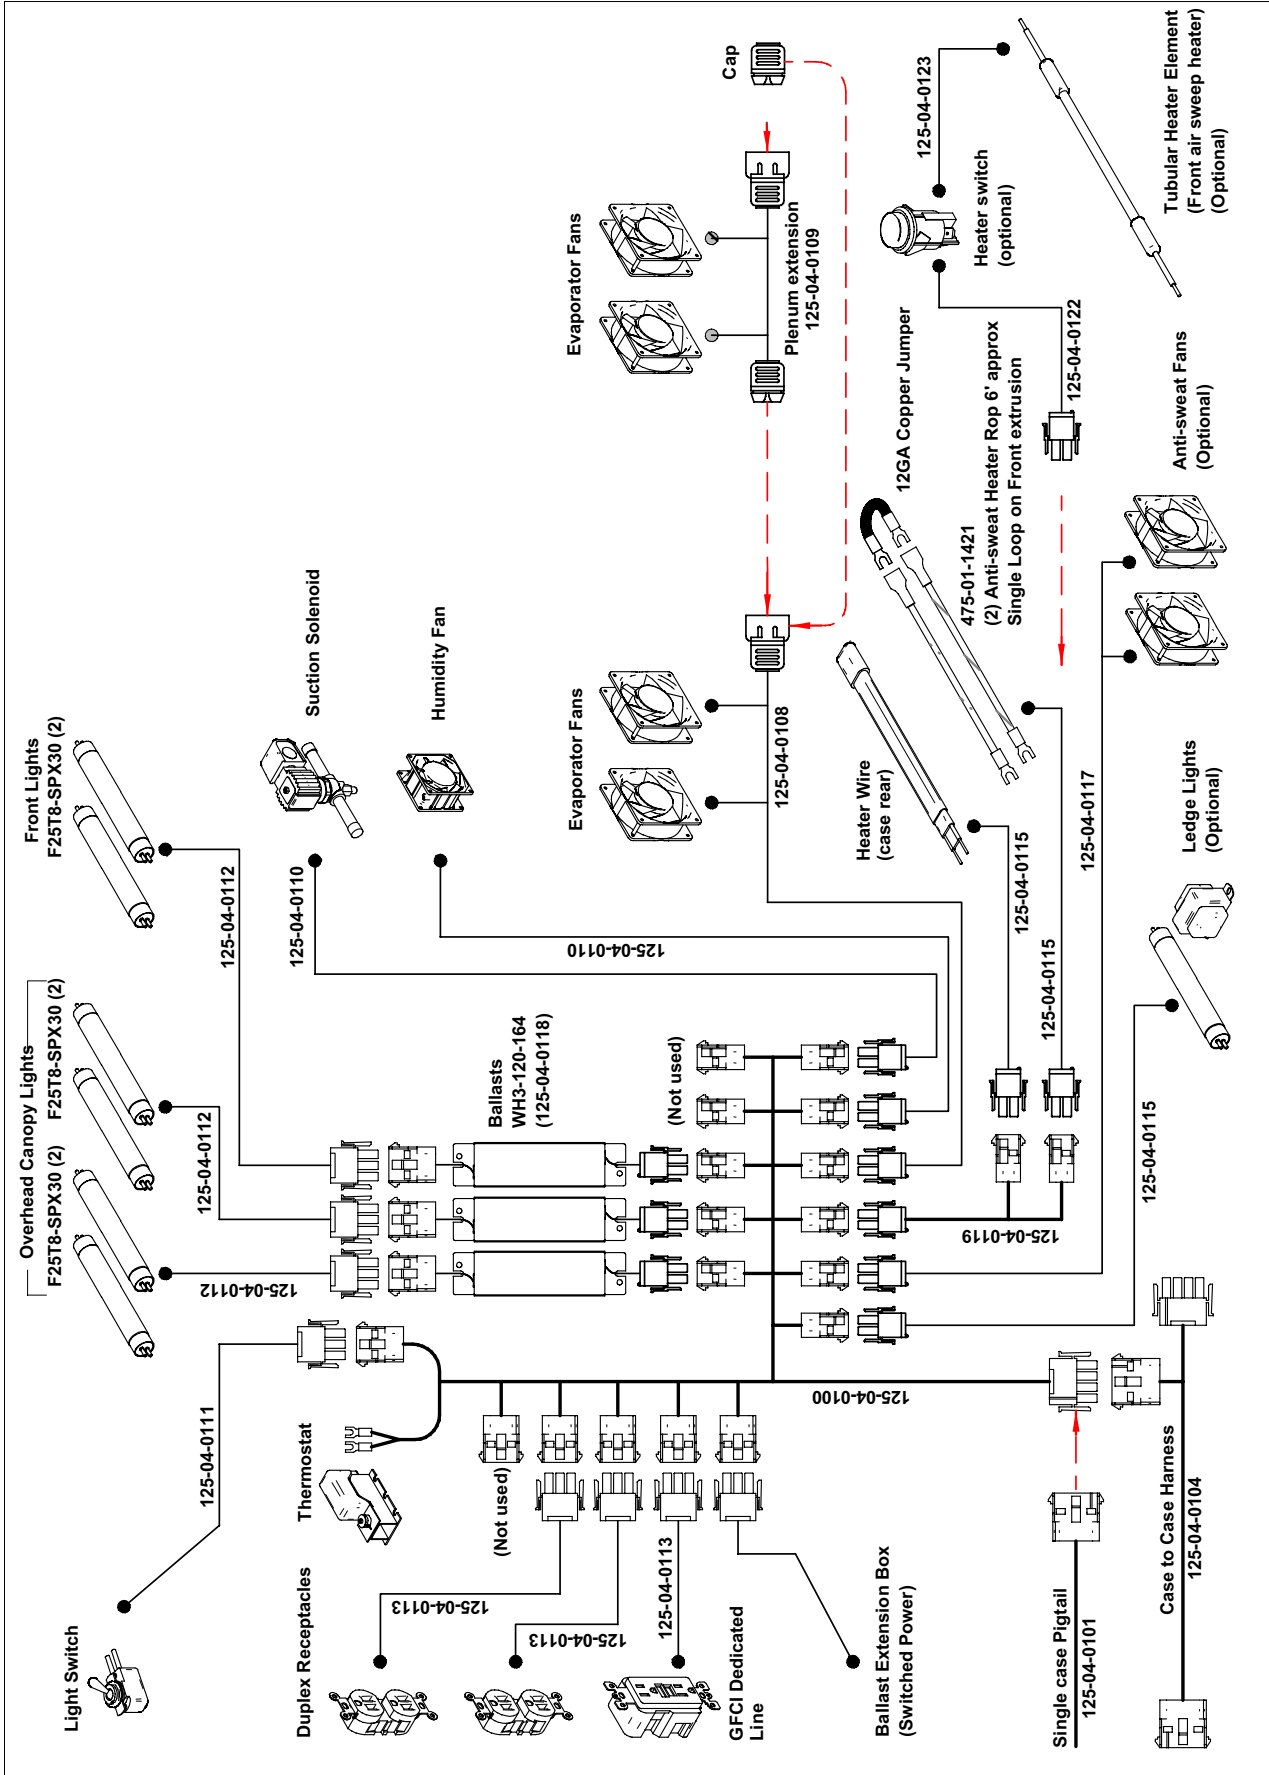 Light Switch
125-04-0111
Overhead Canopy Lights
F25T8-SPX30 (2)
F25T8-SPX30 (2)
Front Lights
F25T8-SPX30 (2)
125-04-0112
125-04-0112
125-04-0112
Thermostat
Suction Solenoid
125-04-0110
Humidity Fan
125-04-0110
Duplex Receptacles
125-04-0113
125-04-0113
(Not used)
Ballasts
WH3-120-164
(125-04-0118)
(Not used)
GFCI Dedicated
Line
125-04-0113
Ballast Extension Box
(Switched Power)
Evaporator Fans
125-04-0108
Evaporator Fans
Plenum extension
125-04-0109
Cap
Heater Wire
(case rear)
125-04-0115
12GA Copper Jumper
475-01-1421
(2) Anti-sweat Heater Rop 6' approx
Single Loop on Front extrusion
125-04-0115
125-04-0119
Heater switch
(optional)
125-04-0123
125-04-0122
Tubular Heater Element
(Front air sweep heater)
(Optional)
125-04-0117
Anti-sweat Fans
(Optional)
125-04-0115
Ledge Lights
(Optional)
125-04-0100
Single case Pigtail
125-04-0101
Case to Case Harness
125-04-0104